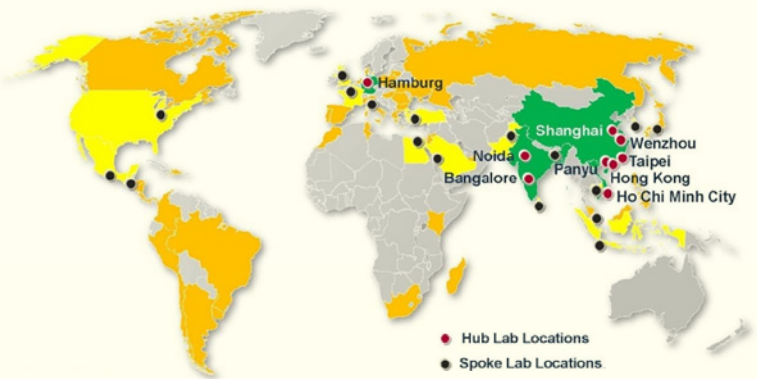 Hamburg
Shanghai
Wenzhou
Noida
Panyu
Taipei
Bangalore
Hong Kong
Ho Chi Minh City
Hub Lab Locations
Spoke Lab Locations